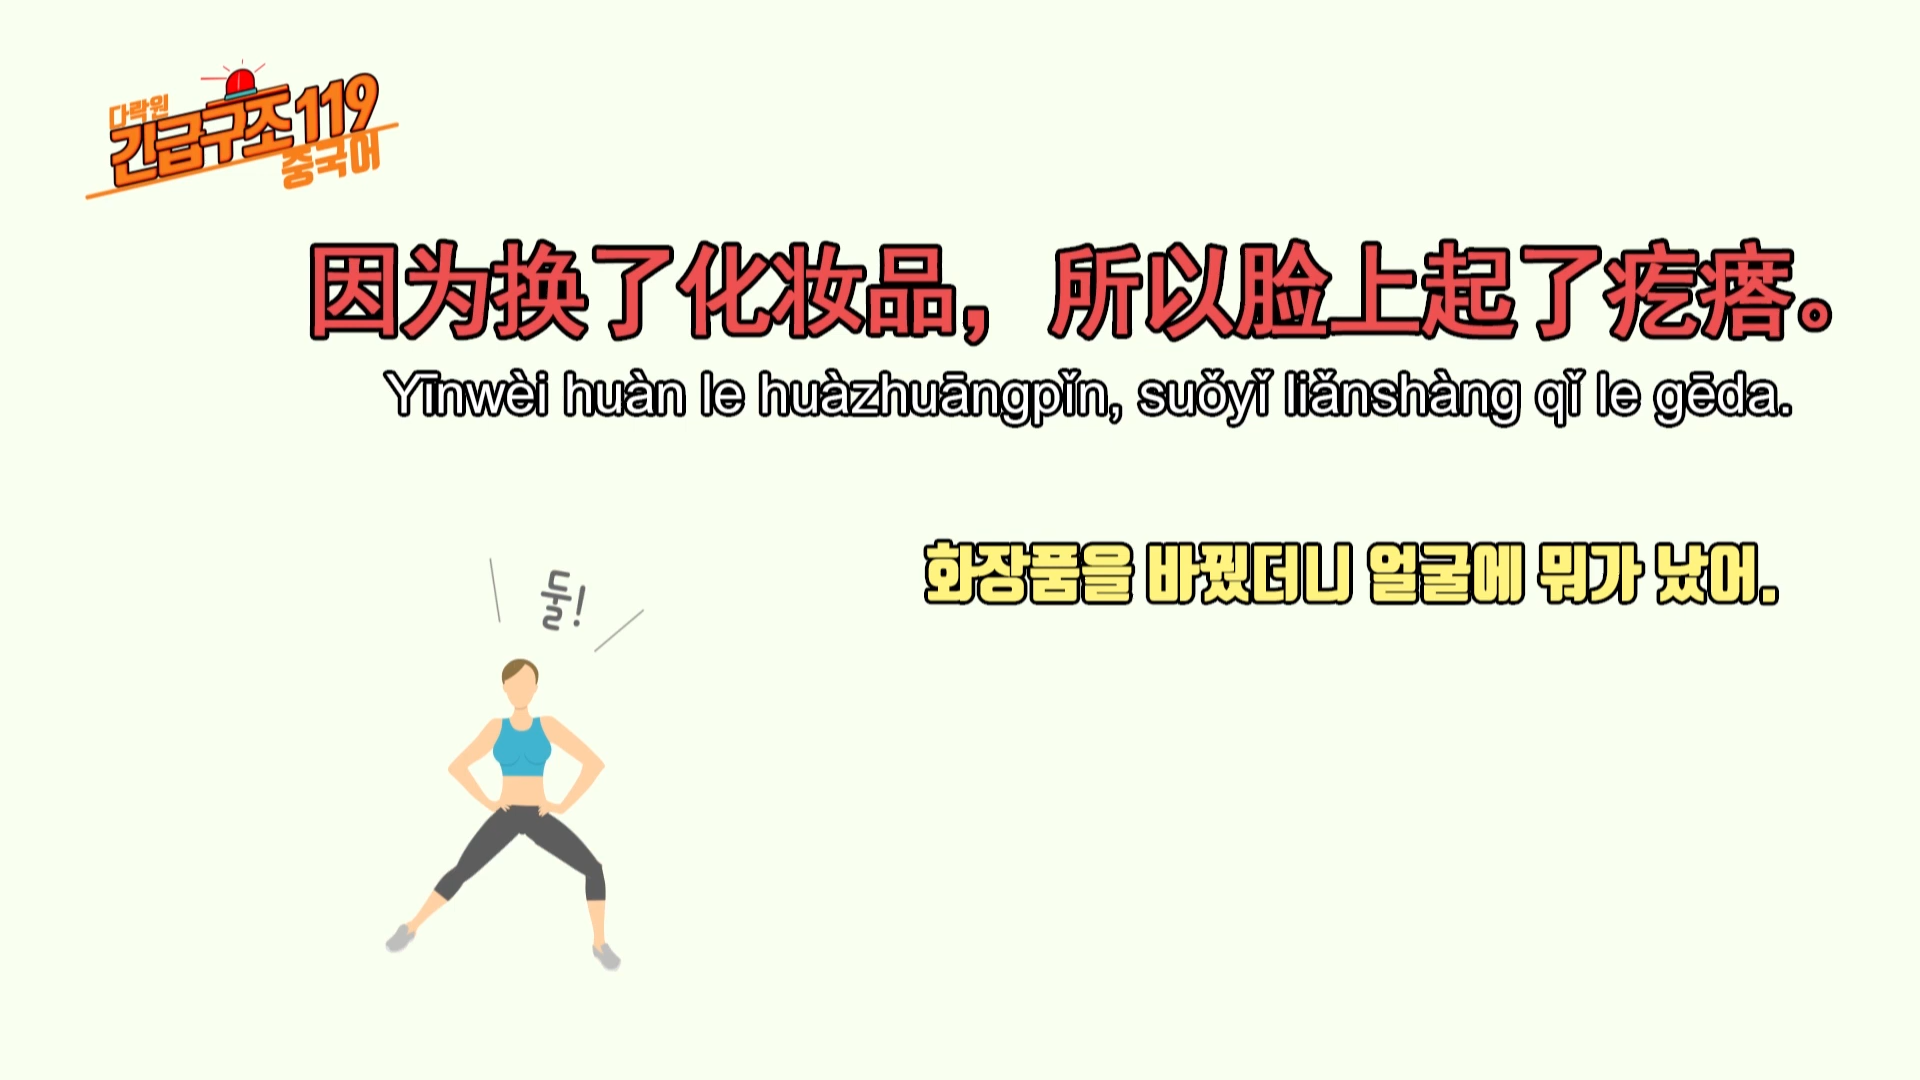 다락원
긴급구조119
중국어
因为换了化妆品，所以脸上起了疙瘩。
Yīnwèi huàn le huàzhuāngpǐn, suǒyǐ liǎnshàng qǐ le gēda.
화장품을 바꿨더니 얼굴에 뭐가 났어.
둘!